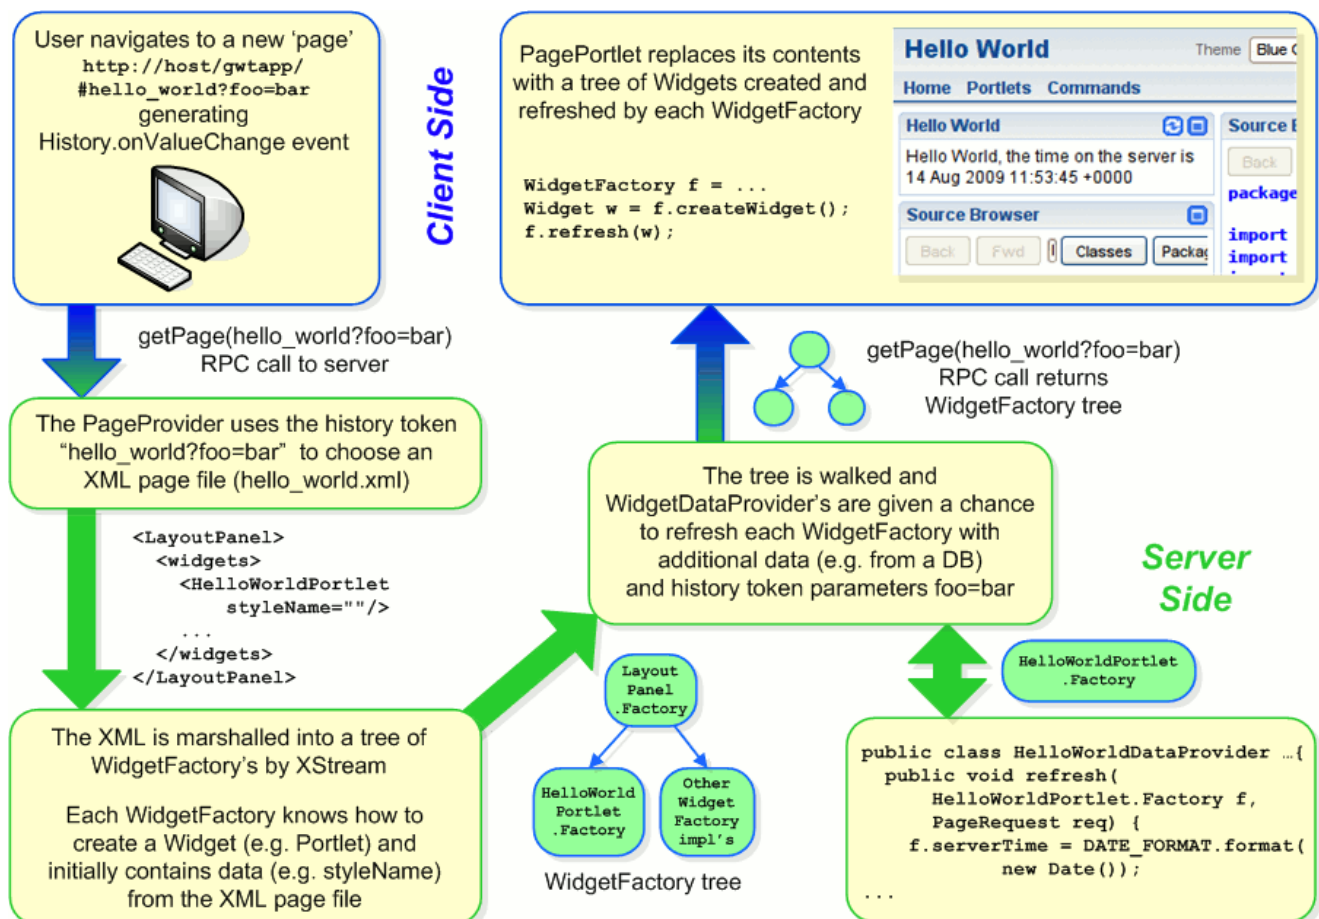 User navigates to a new ‘page’
http://host/gwtapp/
#hello_world?foo=bar
generating
History.onValueChange event
Client Side
PagePortlet replaces its contents
with a tree of Widgets created and
refreshed by each WidgetFactory
WidgetFactory f = ...
Widget w = f.createWidget();
f.refresh(w);
Hello World
Theme
Blue
Home Portlets Commands
Hello World
Hello World, the time on the server is
14 Aug 2009 11:53:45 +0000
Source Browser
Back Fwd Classes
Source
Back
package
import
import
getPage(hello_world?foo=bar)
RPC call to server
getPage(hello_world?foo=bar)
RPC call returns
WidgetFactory tree
The PageProvider uses the history token
“hello_world?foo=bar” to choose an
XML page file (hello_world.xml)
<LayoutPanel>
<widgets>
<HelloWorldPortlet
styleName=""/>
...
</widgets>
</LayoutPanel>
The XML is marshalled into a tree of
WidgetFactory's by XStream
Each WidgetFactory knows how to
create a Widget (e.g. Portlet) and
initially contains data (e.g. styleName)
from the XML page file
Layout
Panel
.Factory
HelloWorld
Portlet
.Factory
Other
Widget
Factory
impl's
WidgetFactory tree
The tree is walked and
WidgetDataProvider's are given a chance
to refresh each WidgetFactory with
additional data (e.g. from a DB)
and history token parameters foo=bar
Server
Side
HelloWorldPortlet
.Factory
public class HelloWorldDataProvider …{
public void refresh(
HelloWorldPortlet.Factory f,
PageRequest req) {
f.serverTime = DATE_FORMAT.format(
new Date());
...